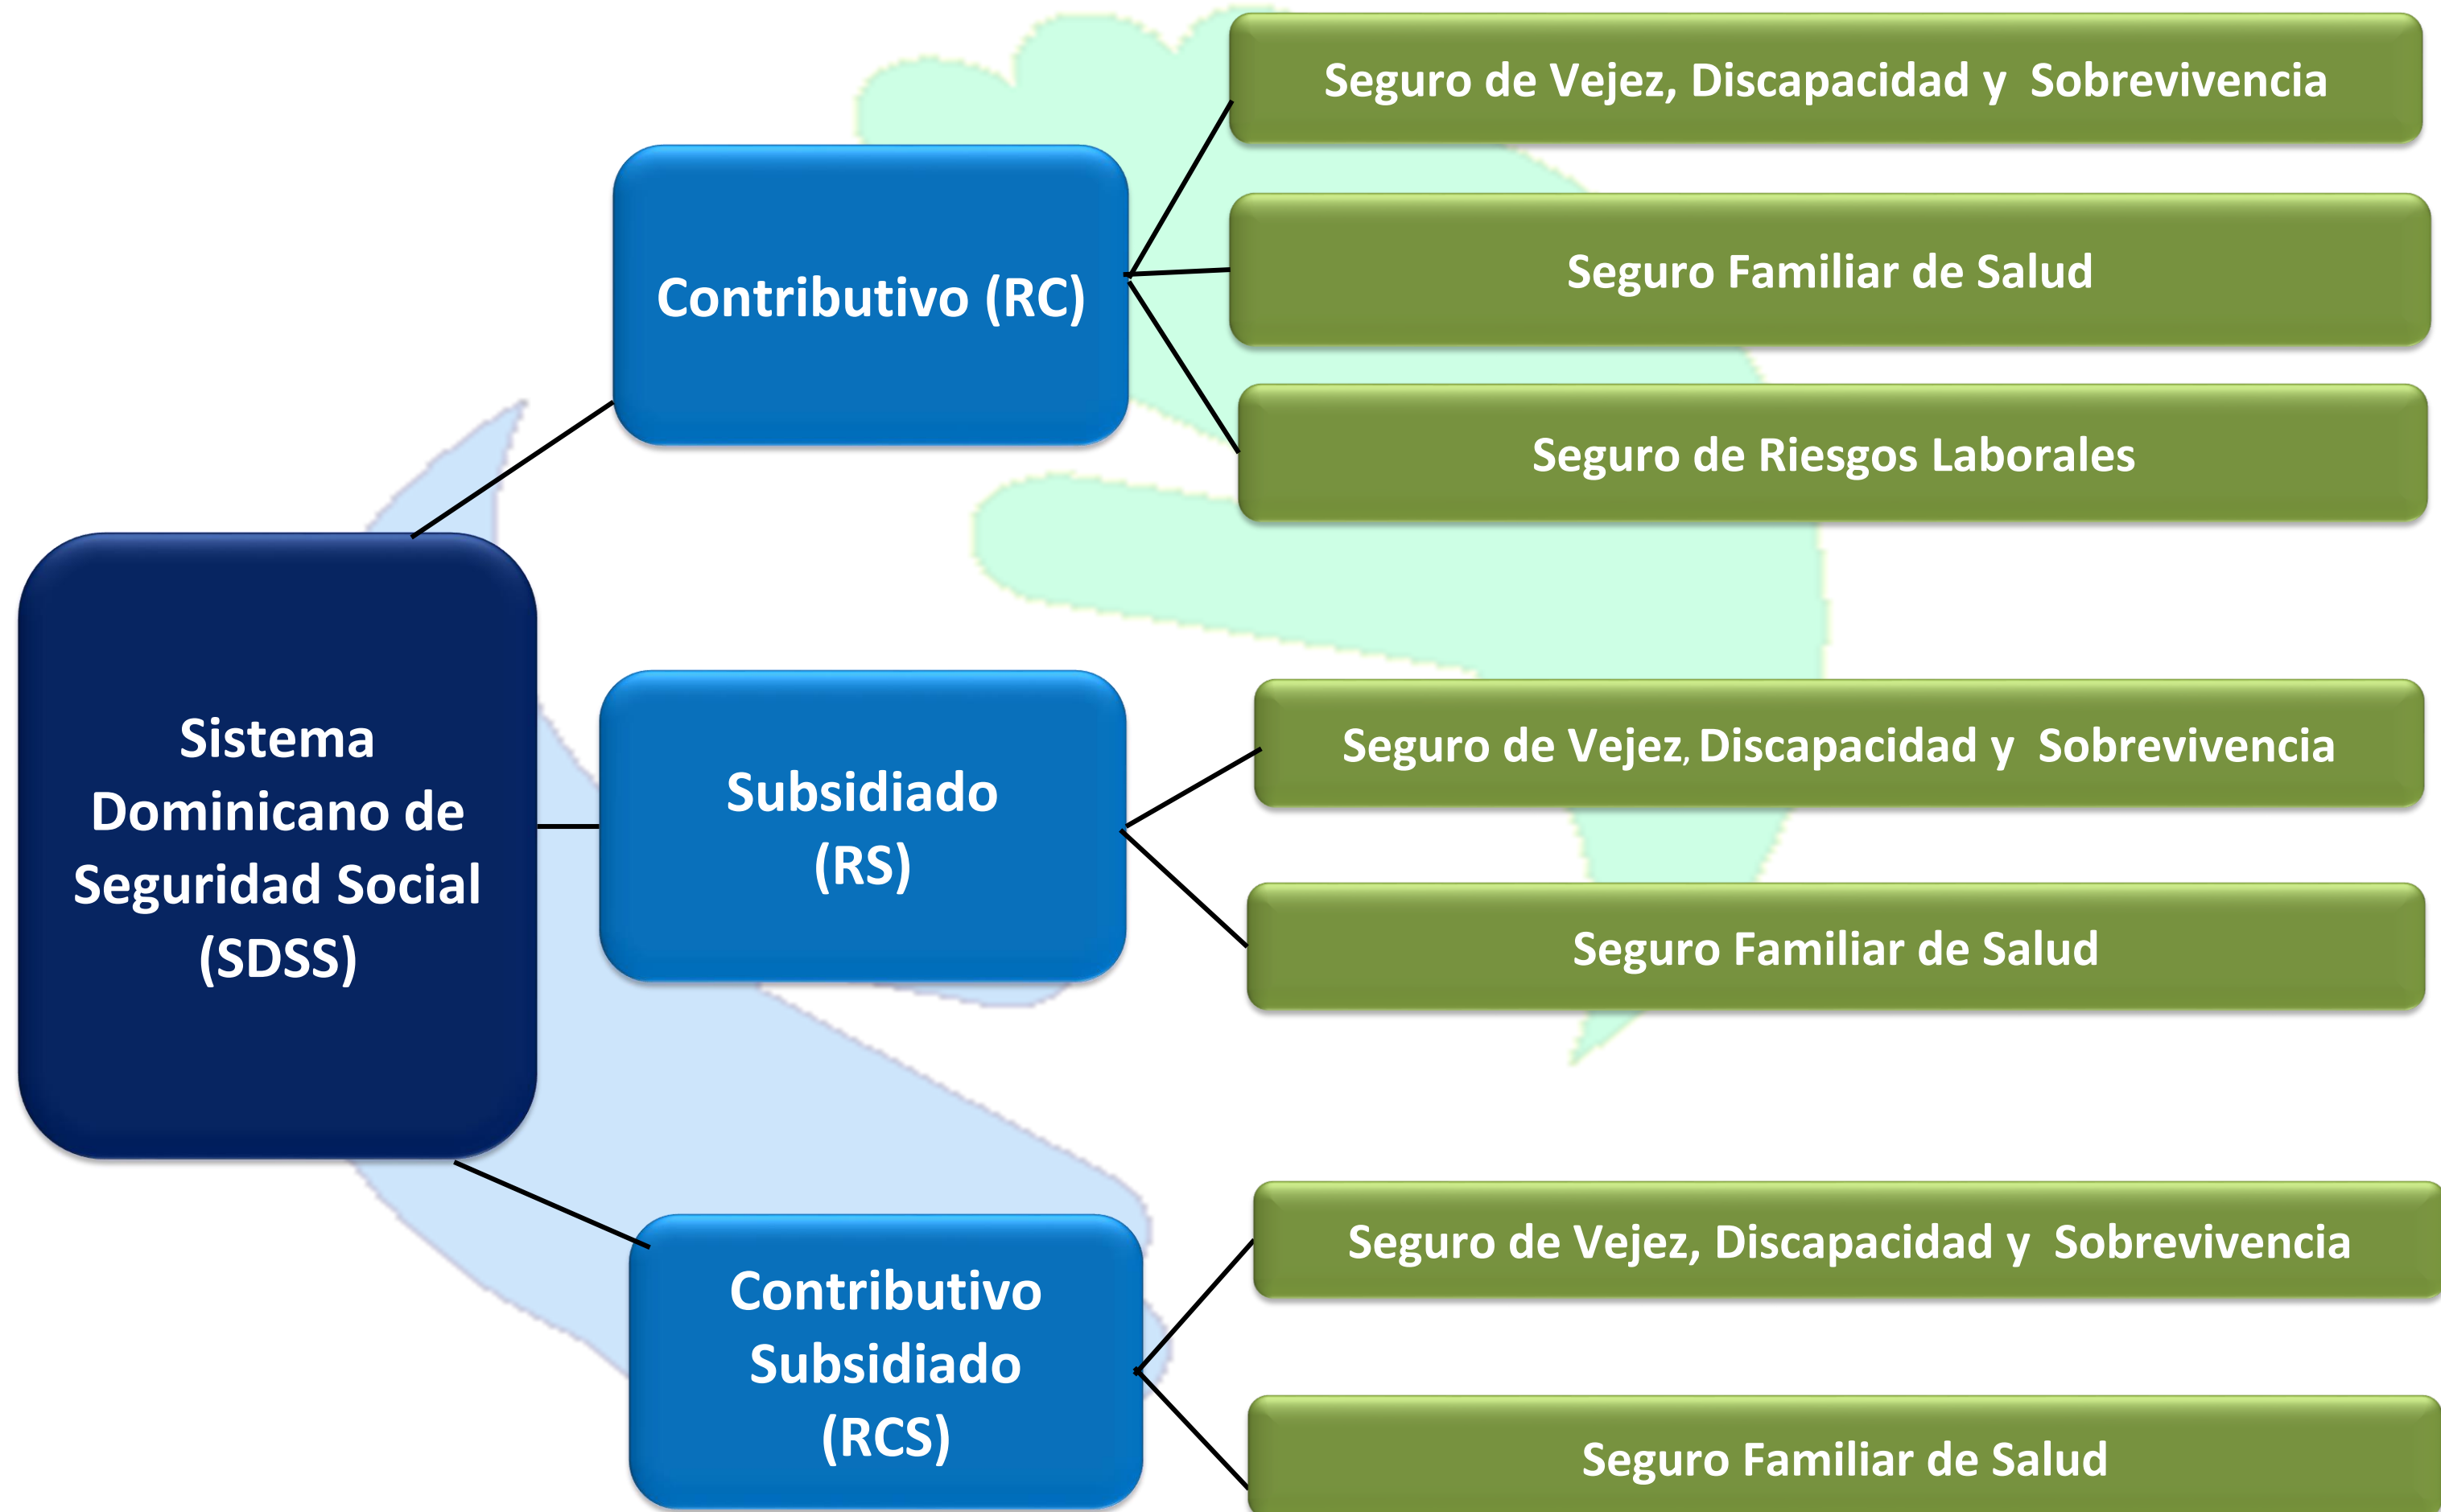 Sistema
Dominicano de
Seguridad Social
(SDSS)
Contributivo (RC)
Seguro de Vejez, Discapacidad y Sobrevivencia
Seguro Familiar de Salud
Seguro de Riesgos Laborales
Subsidiado
(RS)
Seguro de Vejez, Discapacidad y Sobrevivencia
Seguro Familiar de Salud
Contributivo
Subsidiado
(RCS)
Seguro de Vejez, Discapacidad y Sobrevivencia
Seguro Familiar de Salud